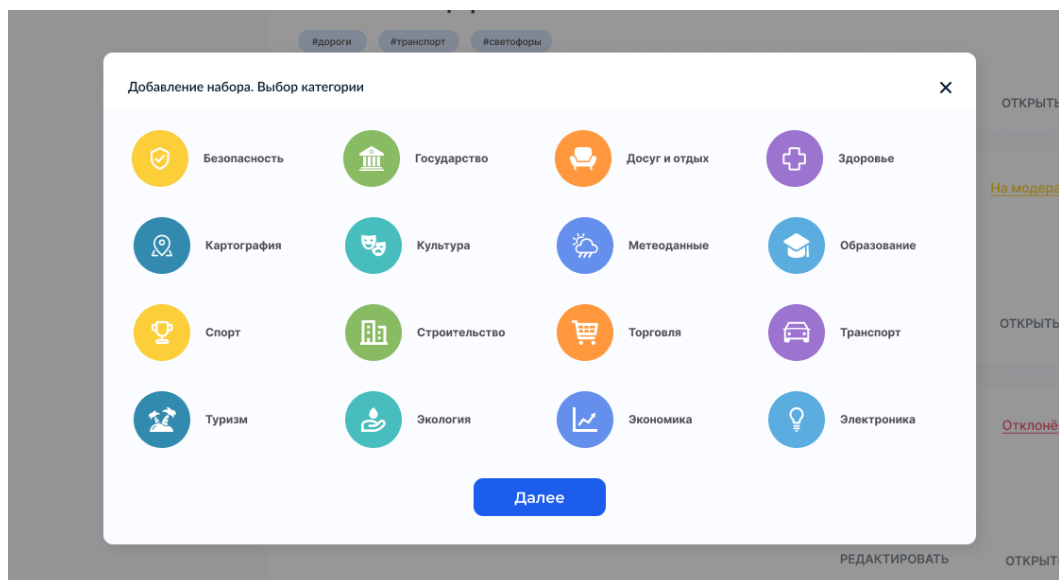 #дороги #транспорт #светофоры
Добавление набора. Выбор категории
ОТКРЫТЬ
Безопасность Государство Досуг и отдых Здоровье
На модера
Картография Культура Метеоданные Образование
ОТКРЫТЬ
Спорт Строительство Торговля Транспорт
Туризм Экология Экономика Электроника
Отклонё
Далее
РЕДАКТИРОВАТЬ ОТКРЫТ